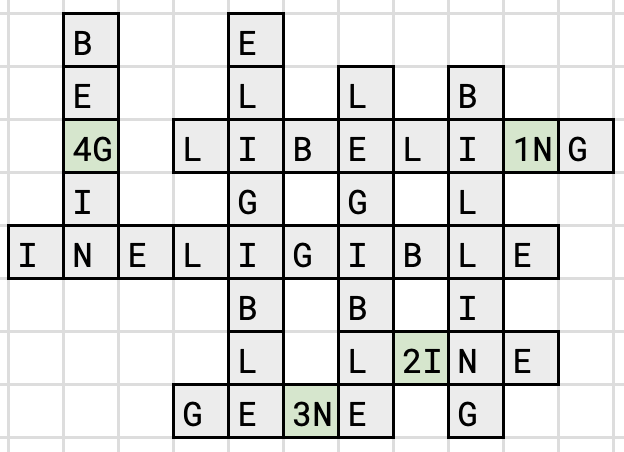 B E
E L L B
4G L I B E L I 1N G
I G G L
I N E L I G I B L E
B B I
L L 2I N E
G E 3N E G